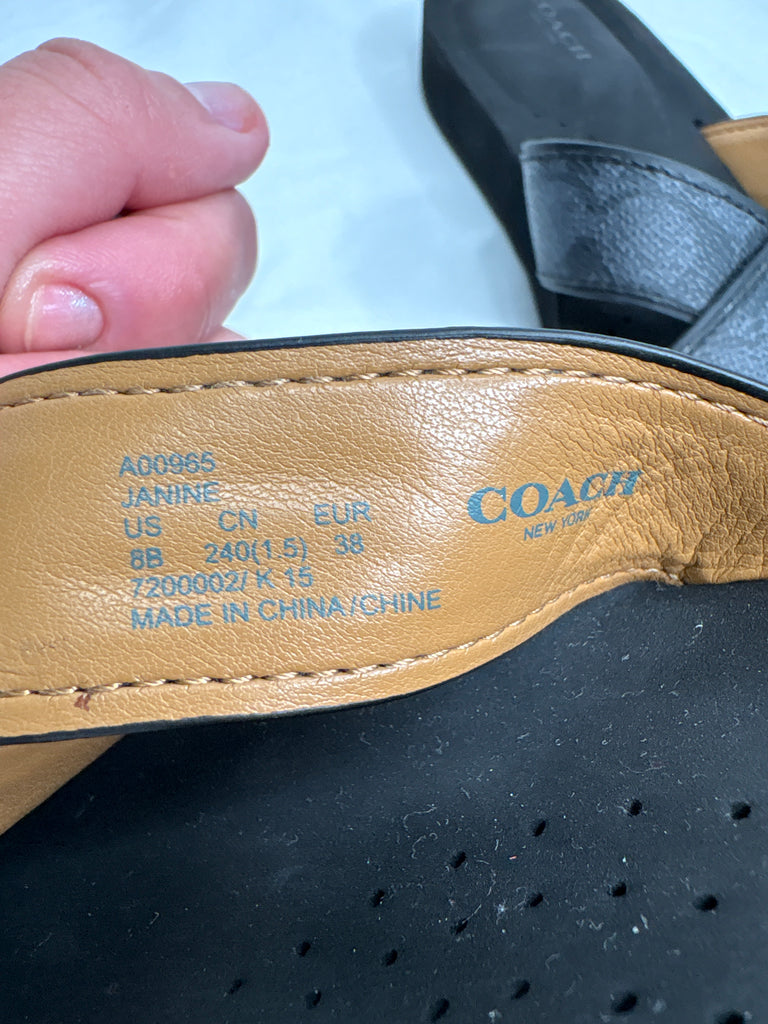 COACH
A00965
JANINE
US CN EUR
8B 240(1.5) 38
7200002/ K 15
MADE IN CHINA/CHINE
COACH
NEW YORK